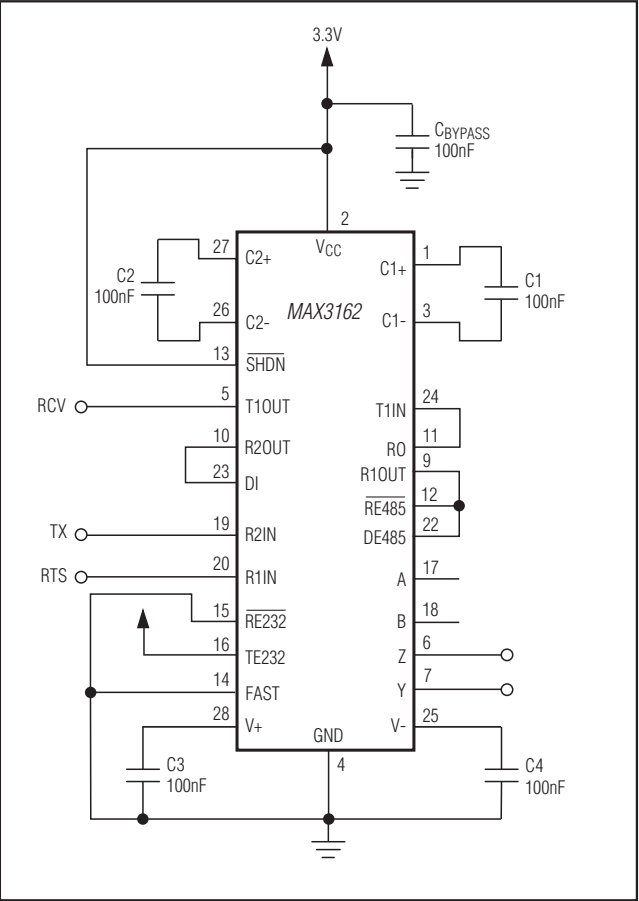 3.3V
CBYPASS
100nF
2
VCC
27
C2+
C2
100nF
26
C2-
MAX3162
1
C1+
C1
100nF
3
C1-
13
SHDN
RCV
5
T1OUT
24
T1IN
10
R2OUT
11
RO
23
DI
9
R1OUT
12
RE485
22
DE485
TX
19
R2IN
RTS
20
R1IN
17
A
15
RE232
18
B
16
TE232
6
Z
14
FAST
7
Y
28
V+
25
V-
GND
4
C3
100nF
C4
100nF